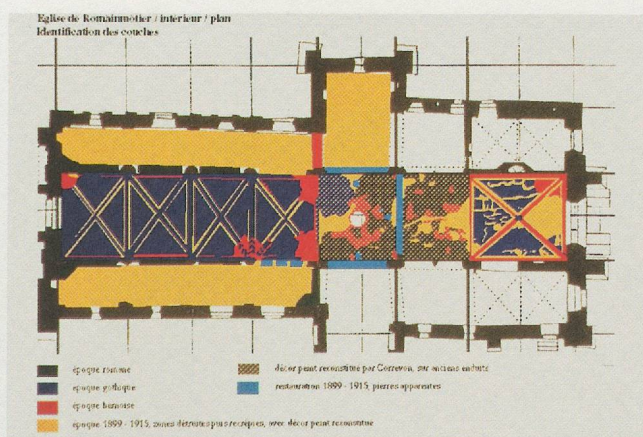 Eglise de Romainmôtier / intérieur / plan
Identification des couches
époque romane
époque gothique
époque bernoise
époque 1899 - 1915, zones détruites puis recrépies, avec décor peint reconstitué
décor peint reconstitué par Correvon, sur anciens enduits
restauration 1899 - 1915, pierres apparentes